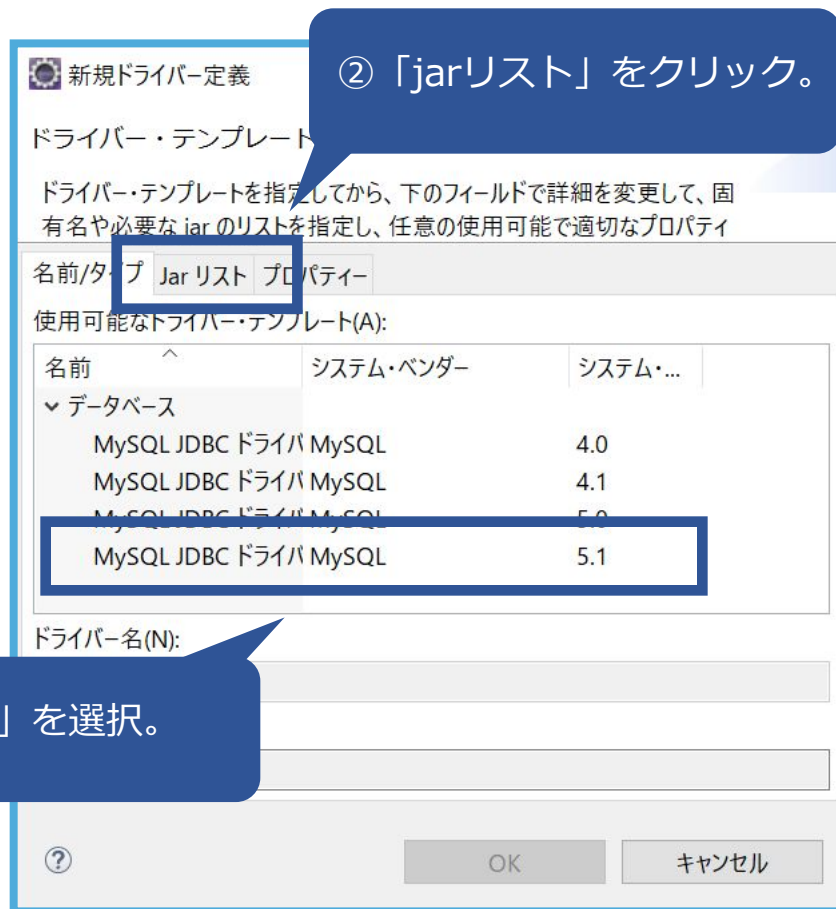 新規ドライバー定義
②「jarリスト」をクリック。
ドライバー・テンプレート
ドライバー・テンプレートを指定してから、下のフィールドで詳細を変更して、固
有名や必要な jar のリストを指定し、任意の使用可能で適切なプロパティ
名前/タイプ Jar リスト プロパティー
使用可能なドライバー・テンプレート(A):
名前 システム・ベンダー システム・...
データベース
MySQL JDBC ドライバ MySQL 4.0
MySQL JDBC ドライバ MySQL 4.1
MySQL JDBC ドライバ MySQL 5.0
MySQL JDBC ドライバ MySQL 5.1
ドライバー名(N):
」を選択。
? OK キャンセル